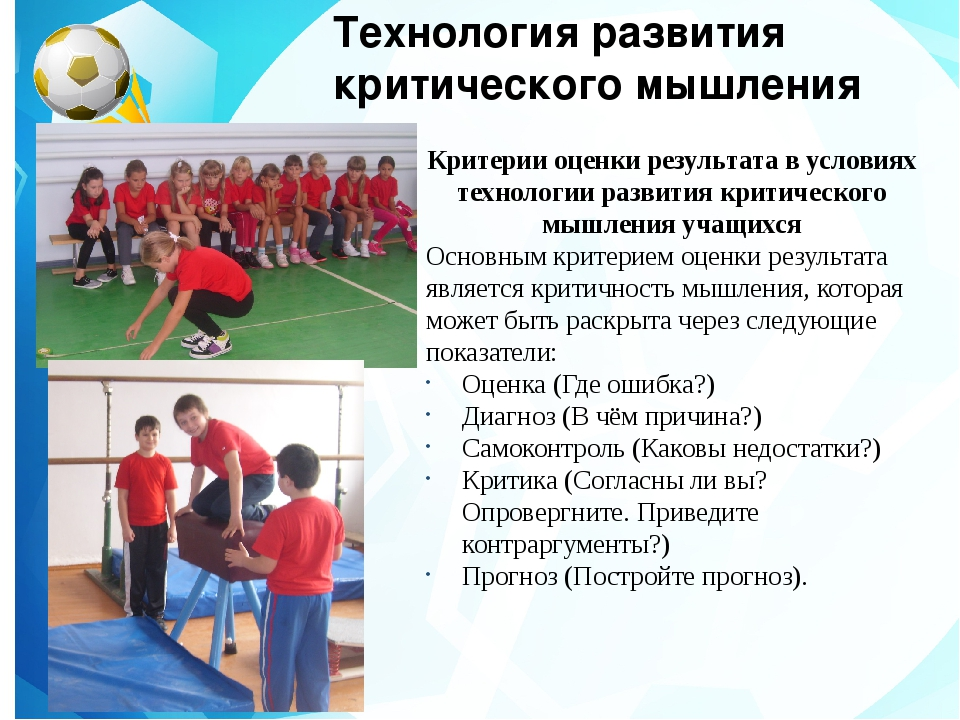 Технология развития
критического мышления
Критерии оценки результата в условиях
технологии развития критического
мышления учащихся
Основным критерием оценки результата
является критичность мышления, которая
может быть раскрыта через следующие
показатели:
· Оценка (Где ошибка?)
· Диагноз (В чём причина?)
· Самоконтроль (Каковы недостатки?)
· Критика (Согласны ли вы?
Опровергните. Приведите
контраргументы?)
· Прогноз (Постройте прогноз).